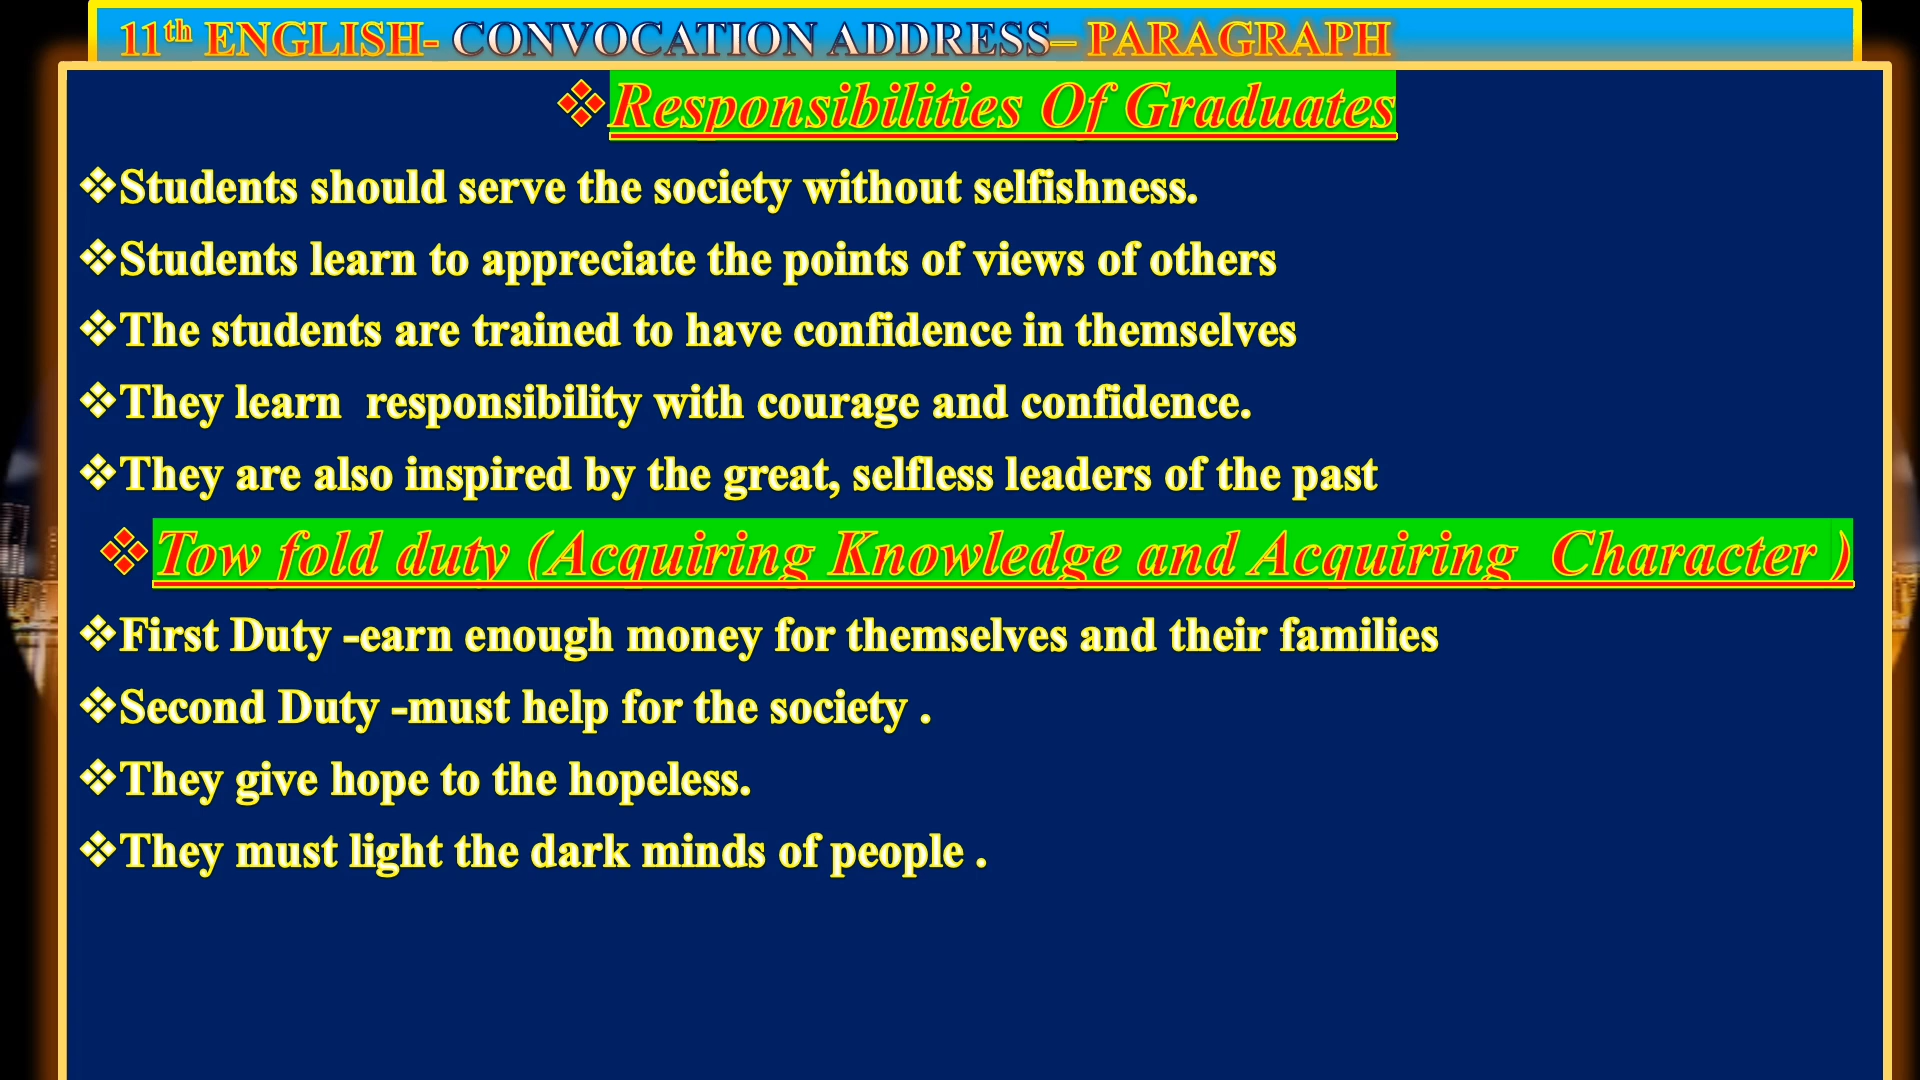 11th ENGLISH- CONVOCATION ADDRESS– PARAGRAPH
❖Responsibilities Of Graduates
❖Students should serve the society without selfishness.
❖Students learn to appreciate the points of views of others
❖The students are trained to have confidence in themselves
❖They learn  responsibility with courage and confidence.
❖They are also inspired by the great, selfless leaders of the past
❖Tow fold duty (Acquiring Knowledge and Acquiring  Character )
❖First Duty -earn enough money for themselves and their families
❖Second Duty -must help for the society .
❖They give hope to the hopeless.
❖They must light the dark minds of people .